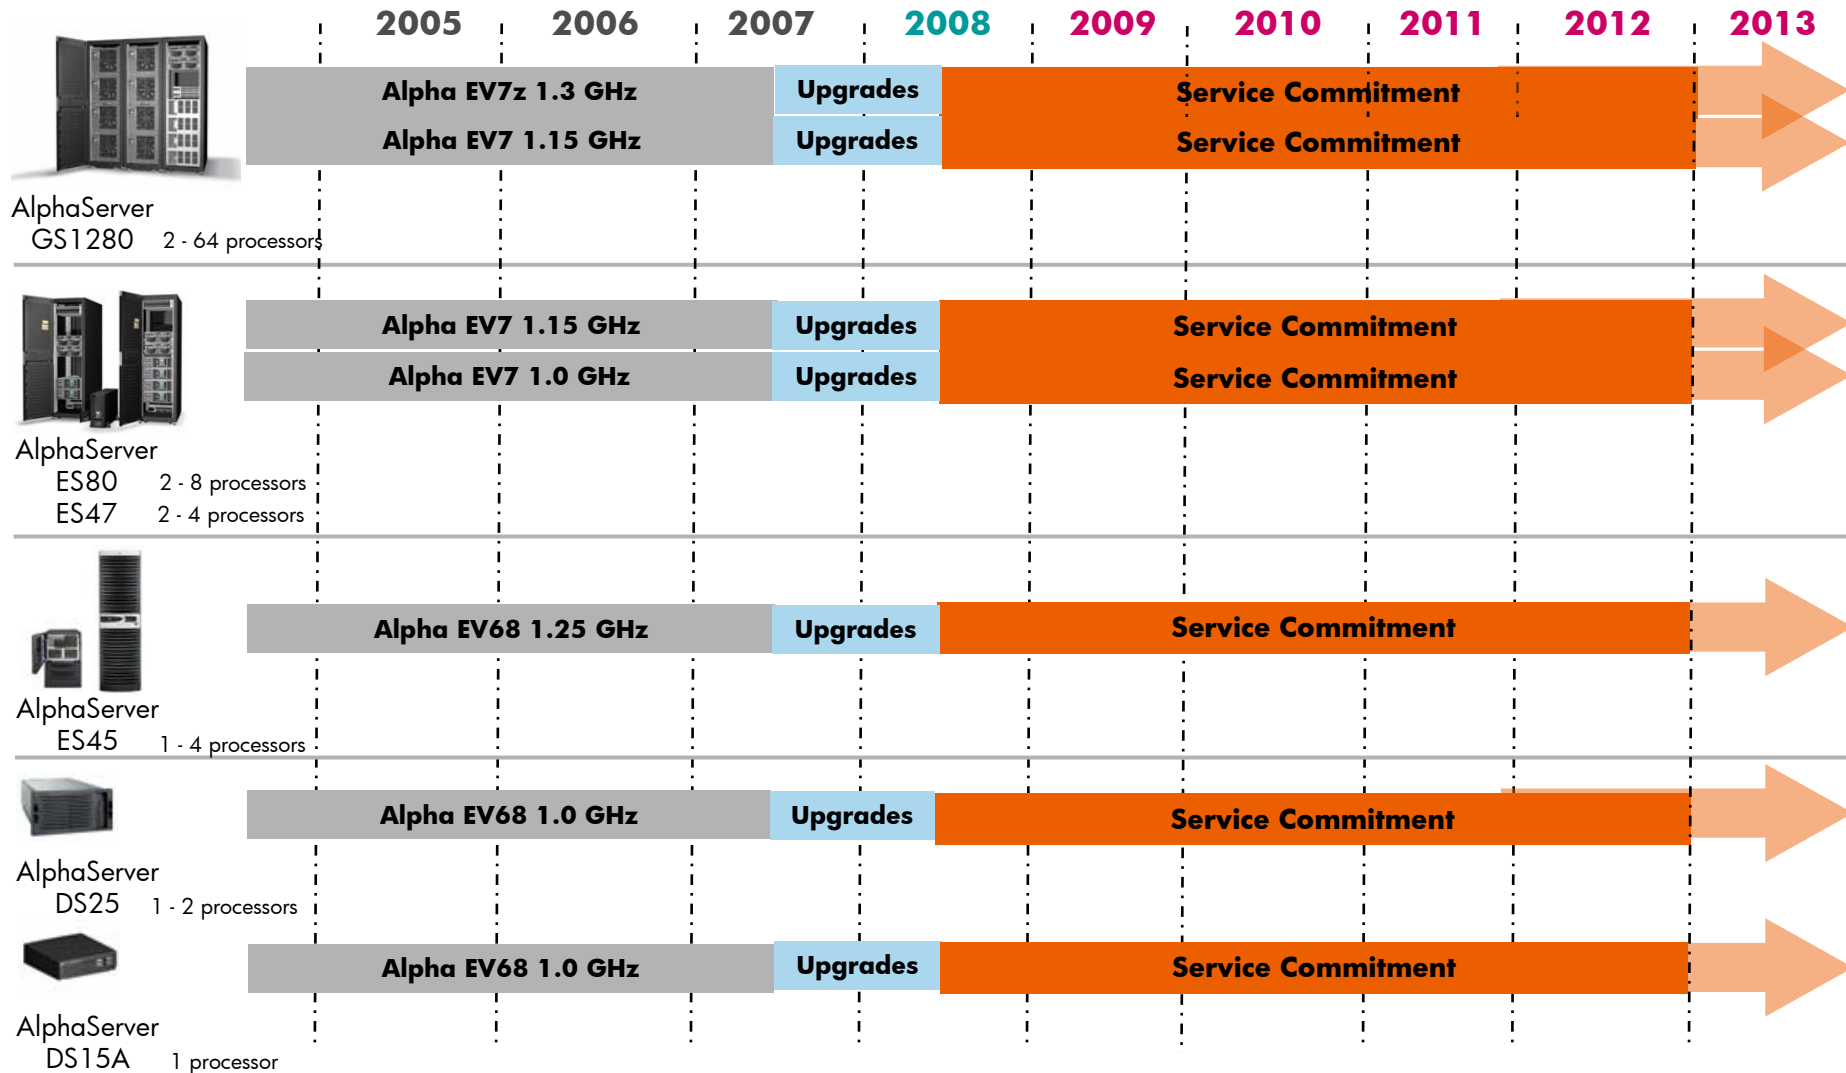 2005 2006 2007 2008 2009 2010 2011 2012 2013
Alpha EV7z 1.3 GHz Upgrades Service Commitment
Alpha EV7 1.15 GHz Upgrades Service Commitment
AlphaServer
GS1280 2 - 64 processors
Alpha EV7 1.15 GHz Upgrades Service Commitment
Alpha EV7 1.0 GHz Upgrades Service Commitment
AlphaServer
ES80 2 - 8 processors
ES47 2 - 4 processors
Alpha EV68 1.25 GHz Upgrades Service Commitment
AlphaServer
ES45 1 - 4 processors
Alpha EV68 1.0 GHz Upgrades Service Commitment
AlphaServer
DS25 1 - 2 processors
Alpha EV68 1.0 GHz Upgrades Service Commitment
AlphaServer
DS15A 1 processor